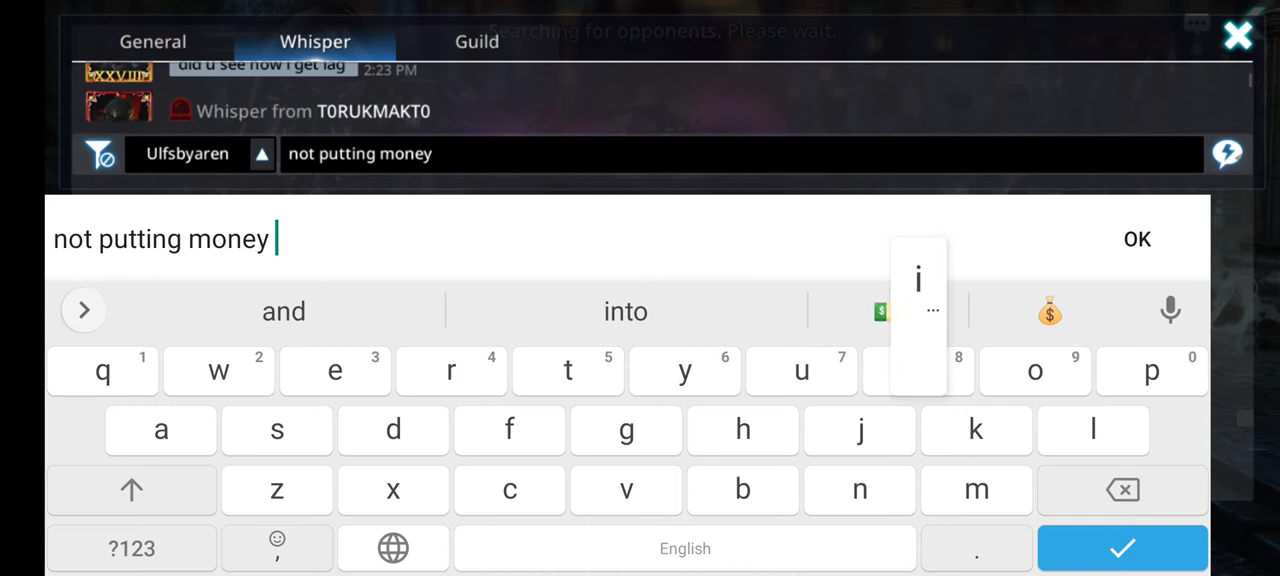 Searching for opponents. Please wait.
General Whisper Guild
XXVIII did u see how i get lag 2:23 PM
Whisper from T0RUKMAKT0
Ulfsbyaren ▲ not putting money
not putting money OK
i
...
and into 💰
q 1 w 2 e 3 r 4 t 5 y 6 u 7 8 o 9 p 0
a s d f g h j k l
z x c v b n m
?123 , English .